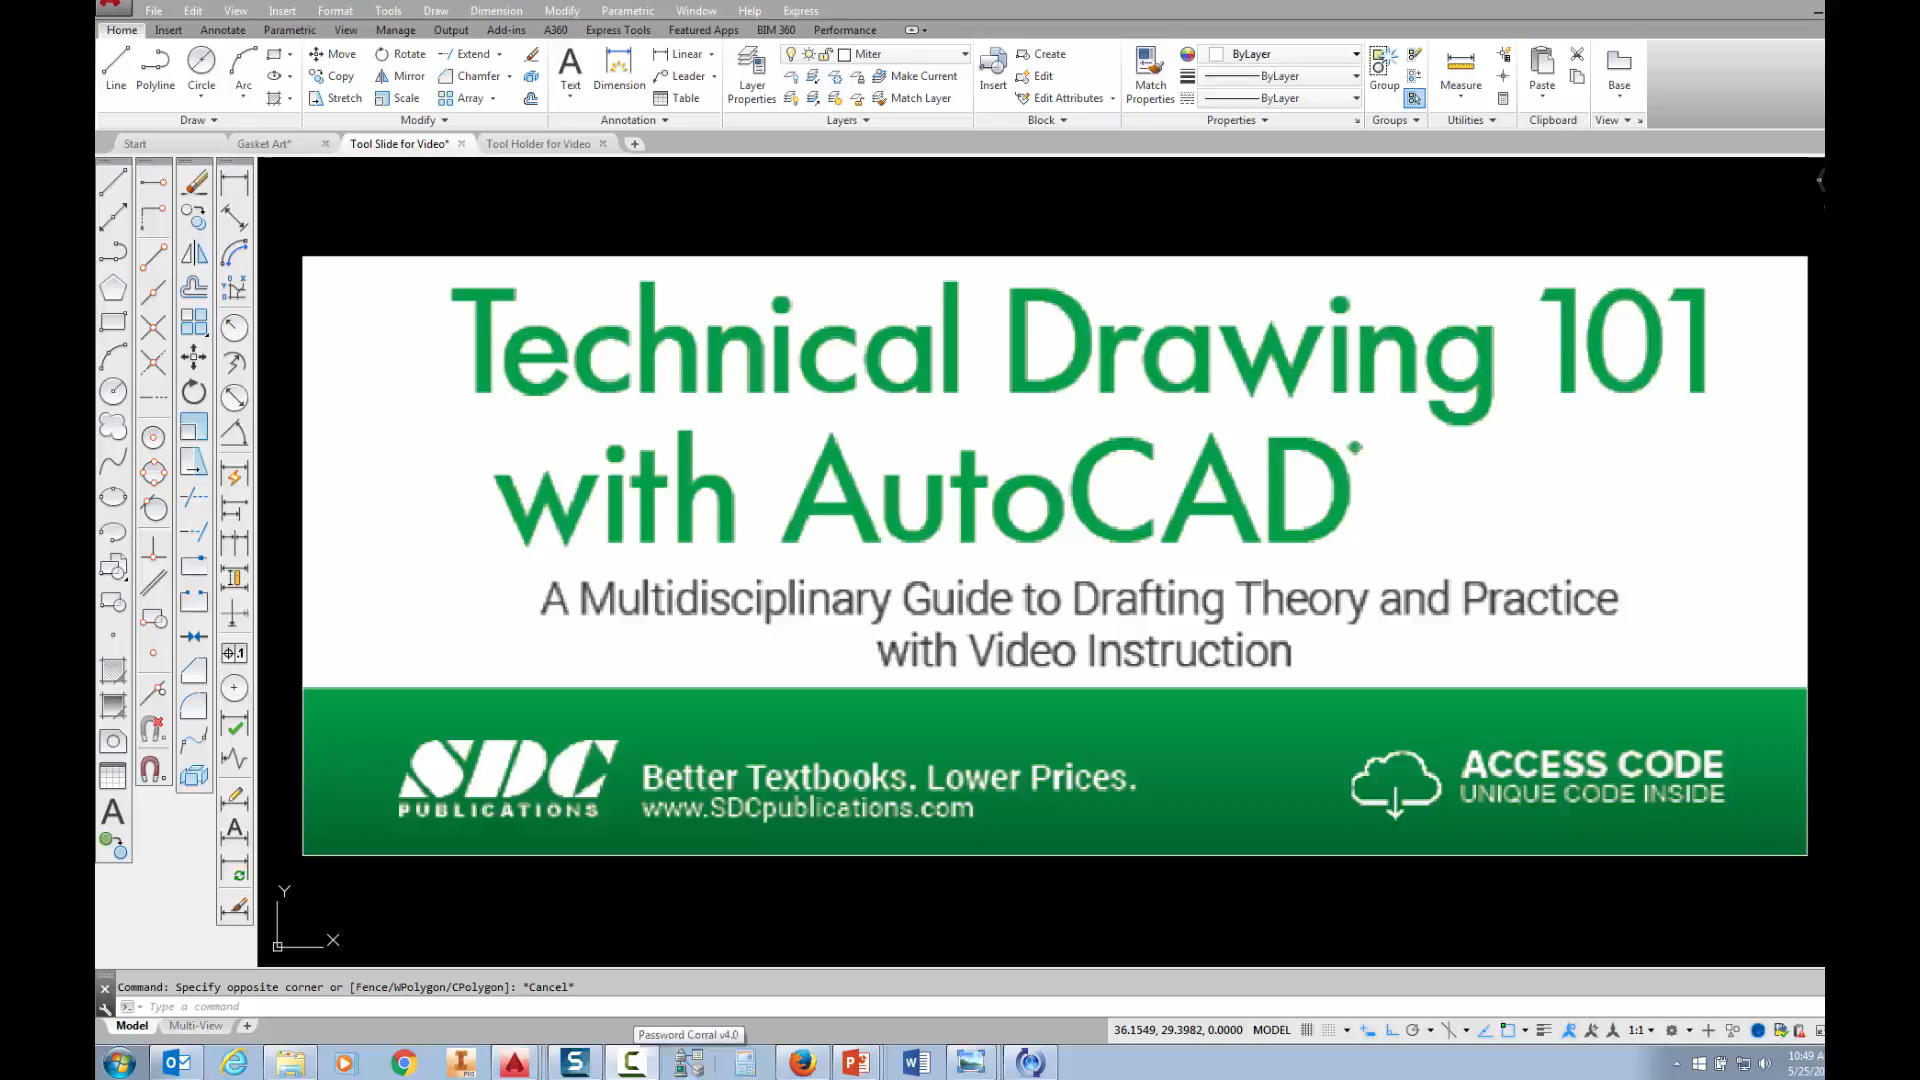 File Edit View Insert Format Tools Draw Dimension Modify Parametric Window Help Express
Home Insert Annotate Parametric View Manage Output Add-ins A360 Express Tools Featured Apps BIM 360 Performance
Line Polyline Circle Arc
Move Rotate Extend
Copy Mirror Chamfer
Stretch Scale Array
Text Dimension
Linear
Leader
Table
Layer Properties
Miter
Make Current
Match Layer
Insert
Create
Edit
Edit Attributes
Match Properties
ByLayer
ByLayer
ByLayer
Group
Measure
Paste
Base
Draw Modify Annotation Layers Block Properties Groups Utilities Clipboard View
Start Gasket Art* Tool Slide for Video* Tool Holder for Video
Technical Drawing 101
with AutoCAD
A Multidisciplinary Guide to Drafting Theory and Practice
with Video Instruction
SDC
PUBLICATIONS
Better Textbooks. Lower Prices.
www.SDCpublications.com
ACCESS CODE
UNIQUE CODE INSIDE
Y
X
Command: Specify opposite corner or [Fence/WPolygon/CPolygon]: *Cancel*
Type a command
Model Multi-View +
Password Corral v4.0
36.1549, 29.3982, 0.0000 MODEL 1:1
10:49 A
5/25/20